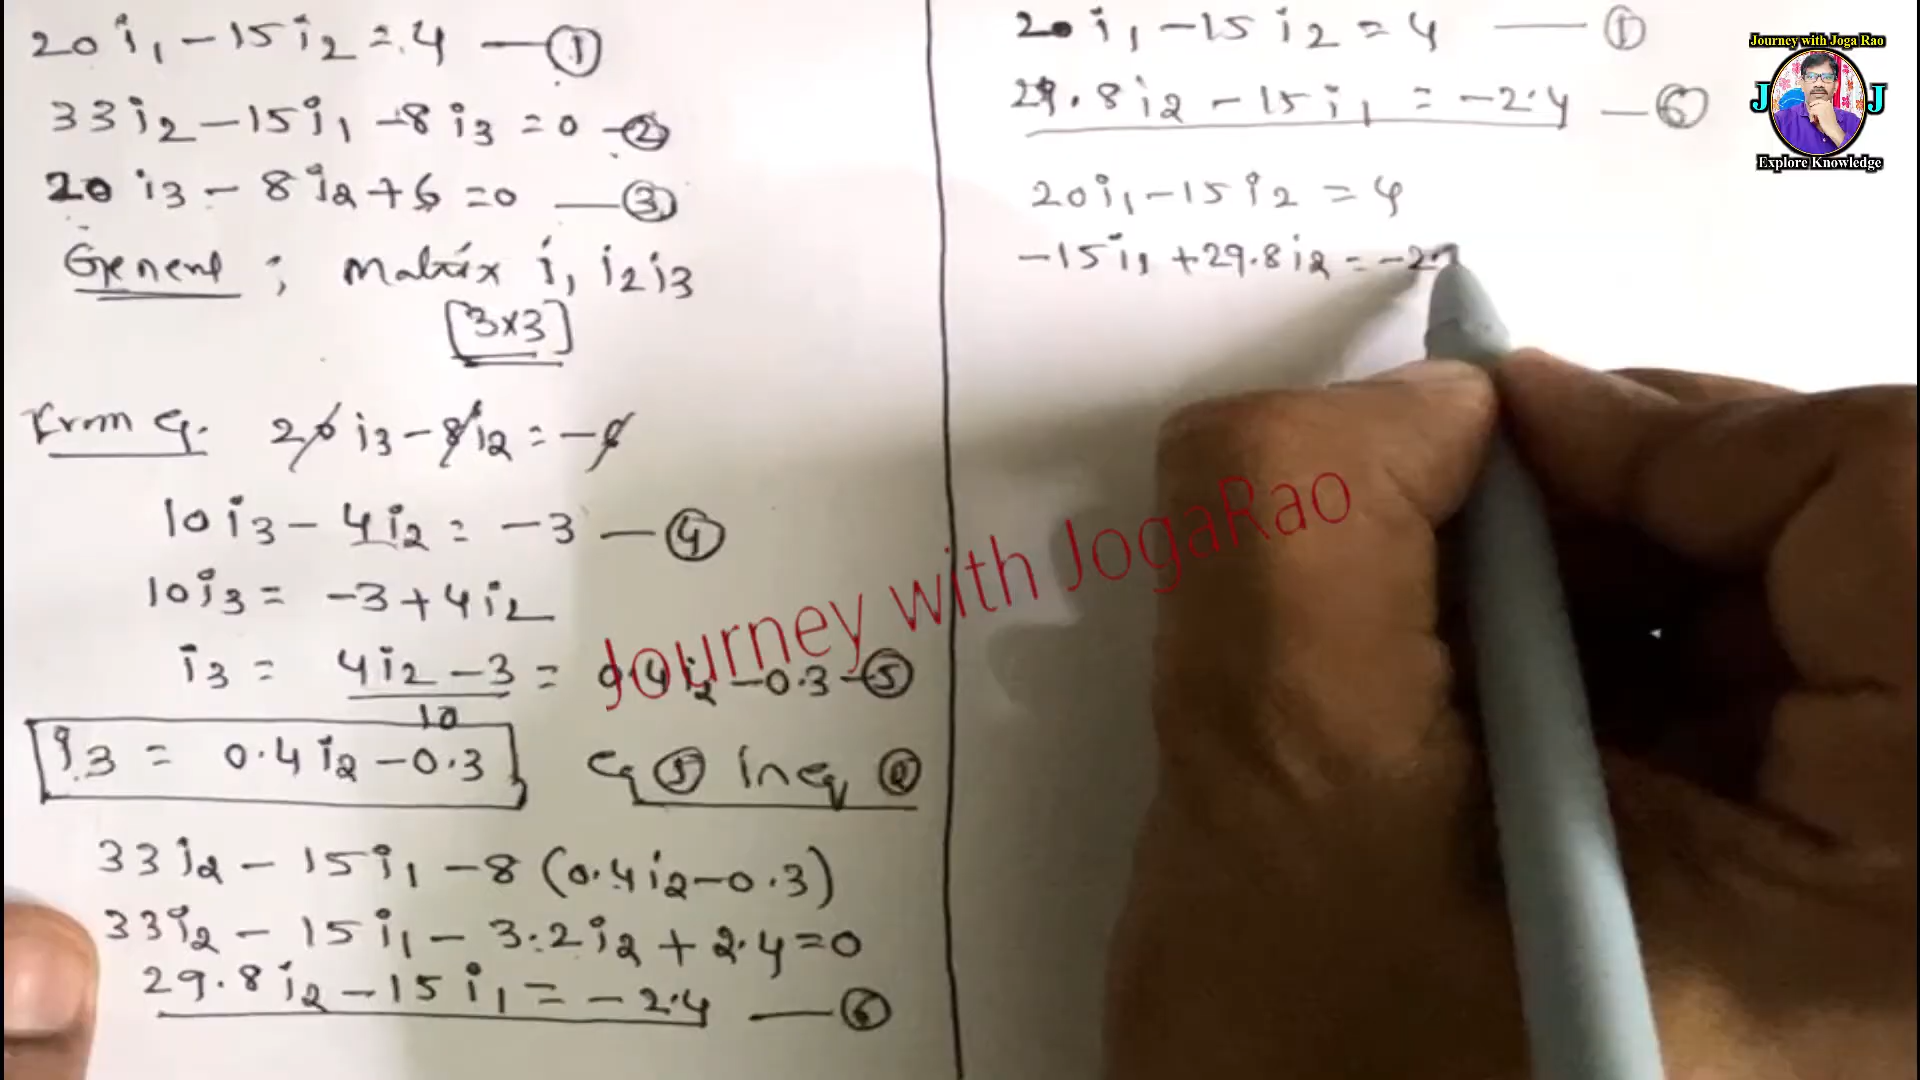 20i₁ - 15i₂ = 4 — ①
33i₂ - 15i₁ - 8i₃ = 0 — ②
20i₃ - 8i₂ + 6 = 0 — ③
General ; Matrix i₁ i₂ i₃
[3×3]
From eq. 20i₃ - 8i₂ = -6
10i₃ - 4i₂ = -3 — ④
10i₃ = -3 + 4i₂
i₃ = 4i₂ - 3 / 10 = 0.4i₂ - 0.3 — ⑤
i₃ = 0.4i₂ - 0.3
eq ⑤ in eq ②
33i₂ - 15i₁ - 8(0.4i₂ - 0.3)
33i₂ - 15i₁ - 3.2i₂ + 2.4 = 0
29.8i₂ - 15i₁ = -2.4 — ⑥
20i₁ - 15i₂ = 4 — ①
29.8i₂ - 15i₁ = -2.4 — ⑥
20i₁ - 15i₂ = 4
-15i₁ + 29.8i₂ = -2.
Journey with Joga Rao
J J
Explore Knowledge
Journey with JogaRao